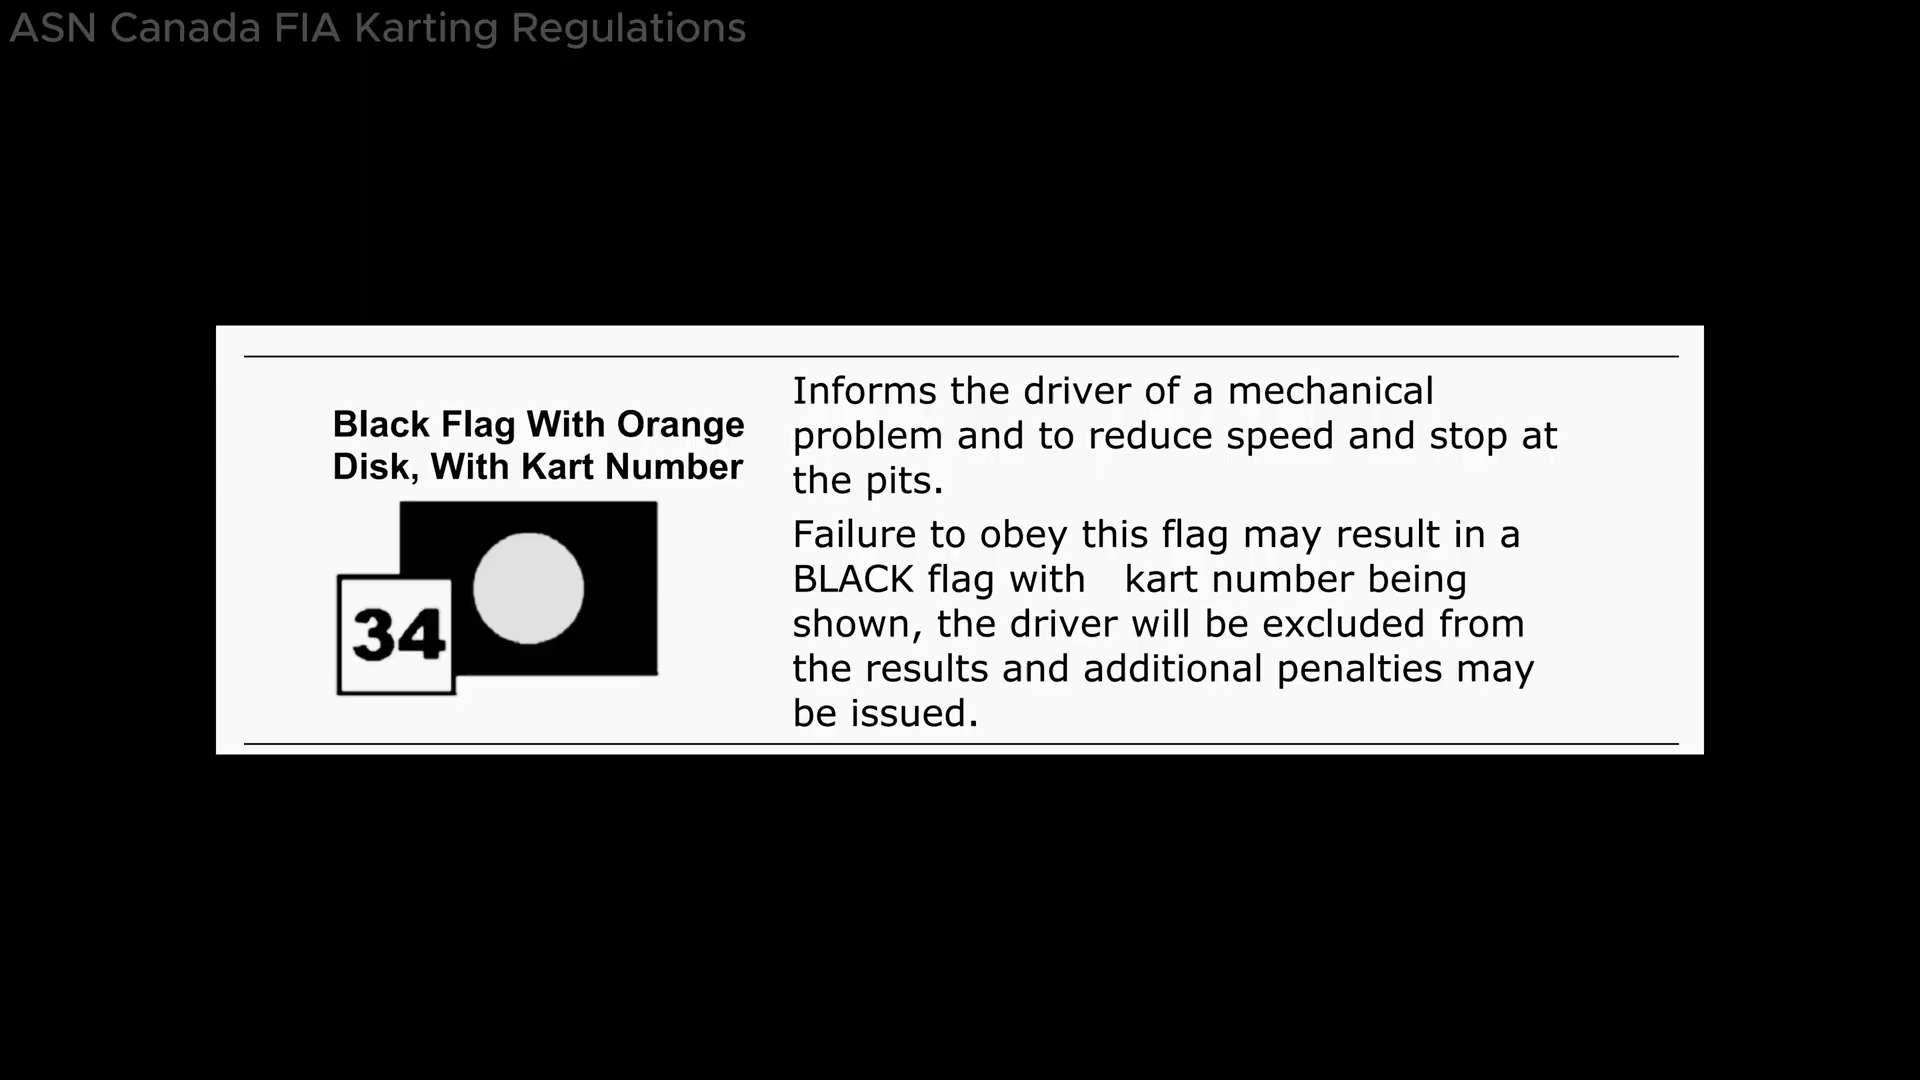 ASN Canada FIA Karting Regulations
Black Flag With Orange
Disk, With Kart Number
34
Informs the driver of a mechanical
problem and to reduce speed and stop at
the pits.
Failure to obey this flag may result in a
BLACK flag with kart number being
shown, the driver will be excluded from
the results and additional penalties may
be issued.